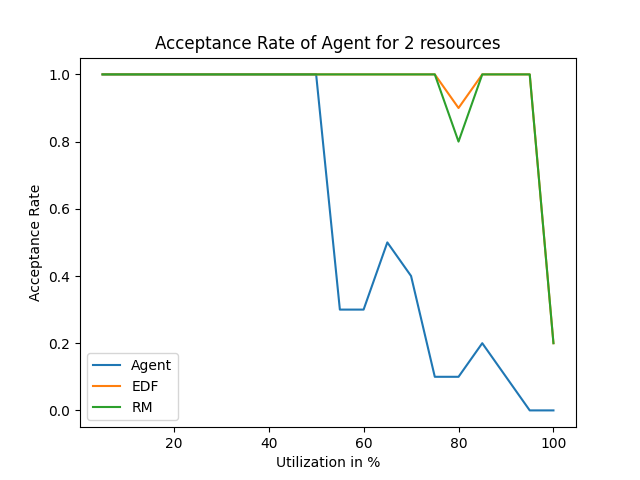 Acceptance Rate of Agent for 2 resources
1.0
0.8
0.6
0.4
0.2
0.0
Acceptance Rate
Agent
EDF
RM
20
40
60
80
100
Utilization in %